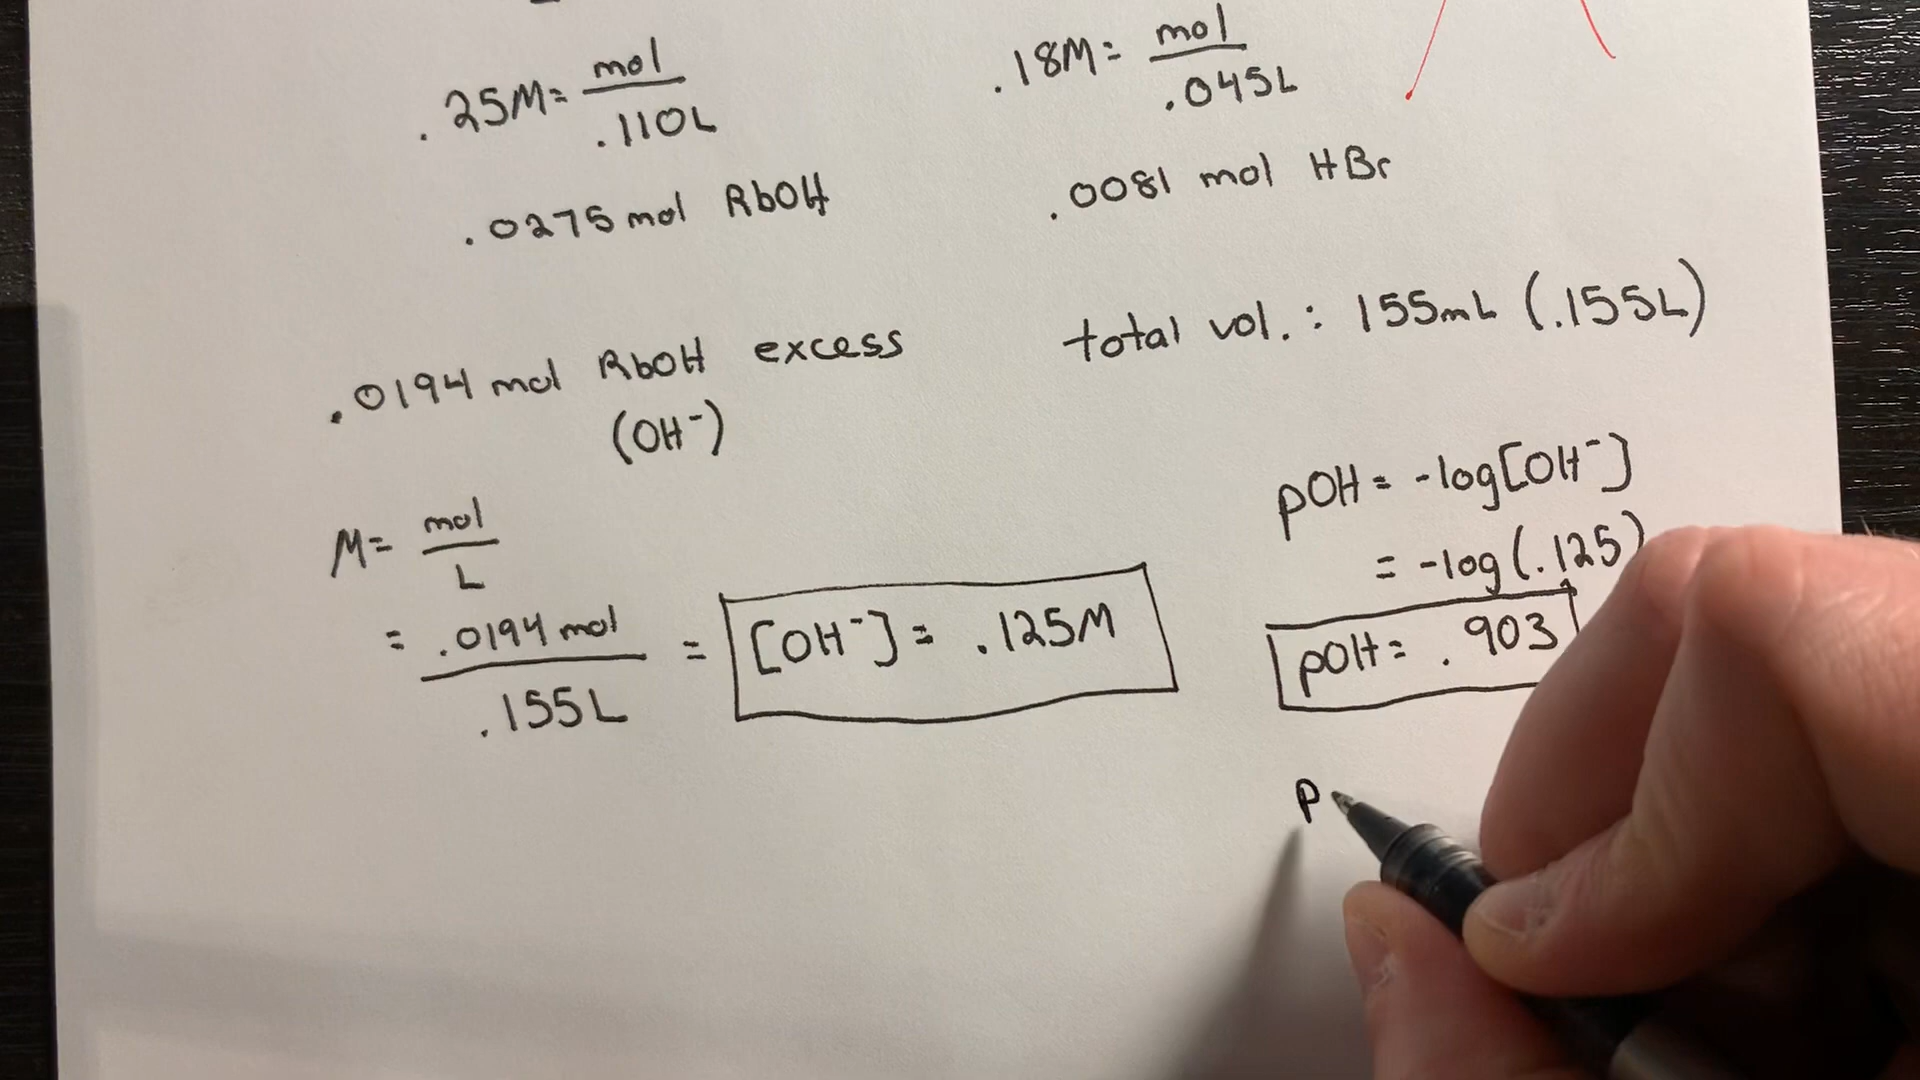 .25M= mol
.110L
.18M= mol
.045L
.0275 mol RbOH
.0081 mol HBr
.0194 mol RbOH excess
(OH⁻)
total vol.: 155mL (.155L)
M= mol
L
= .0194 mol
.155L
= [OH⁻]= .125M
pOH= -log[OH⁻]
= -log(.125)
pOH= .903
P